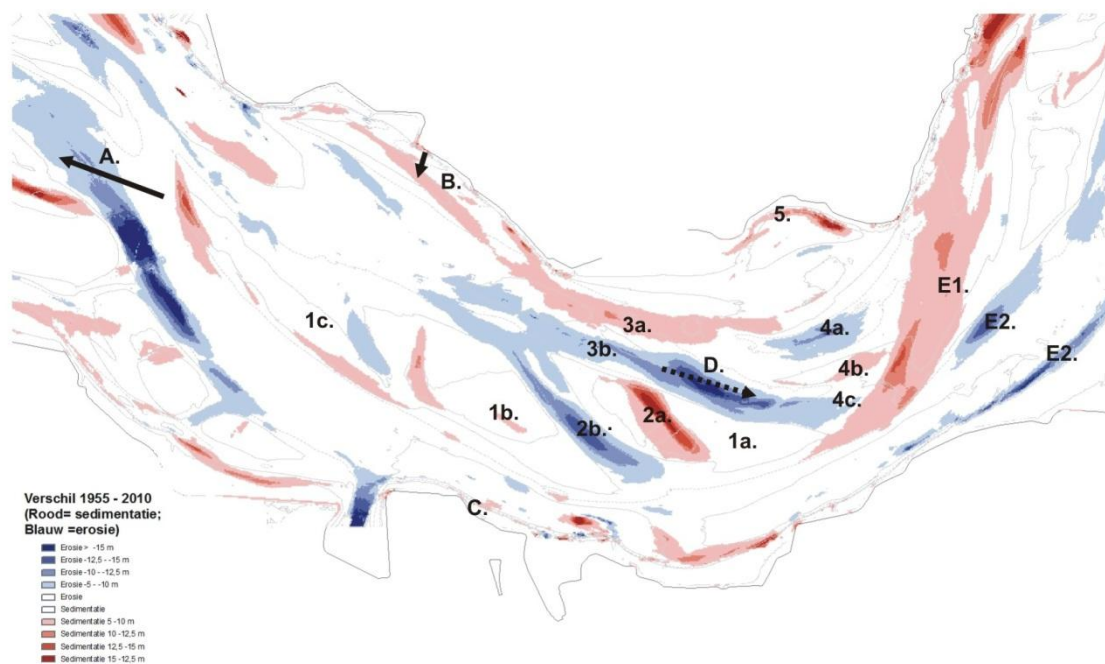 A.
B.
5.
E1.
1c.
3a.
4a.
E2.
3b.
D.
4b.
E2.
4c.
1b.
2b.
2a.
1a.
C.
Verschil 1955 - 2010
(Rood= sedimentatie;
Blauw =erosie)
Erosie > -15 m
Erosie -12,5 - -15 m
Erosie -10 - -12,5 m
Erosie -5 - -10 m
Erosie
Sedimentatie
Sedimentatie 5 -10 m
Sedimentatie 10 -12,5 m
Sedimentatie 12,5 -15 m
Sedimentatie 15 -12,5 m